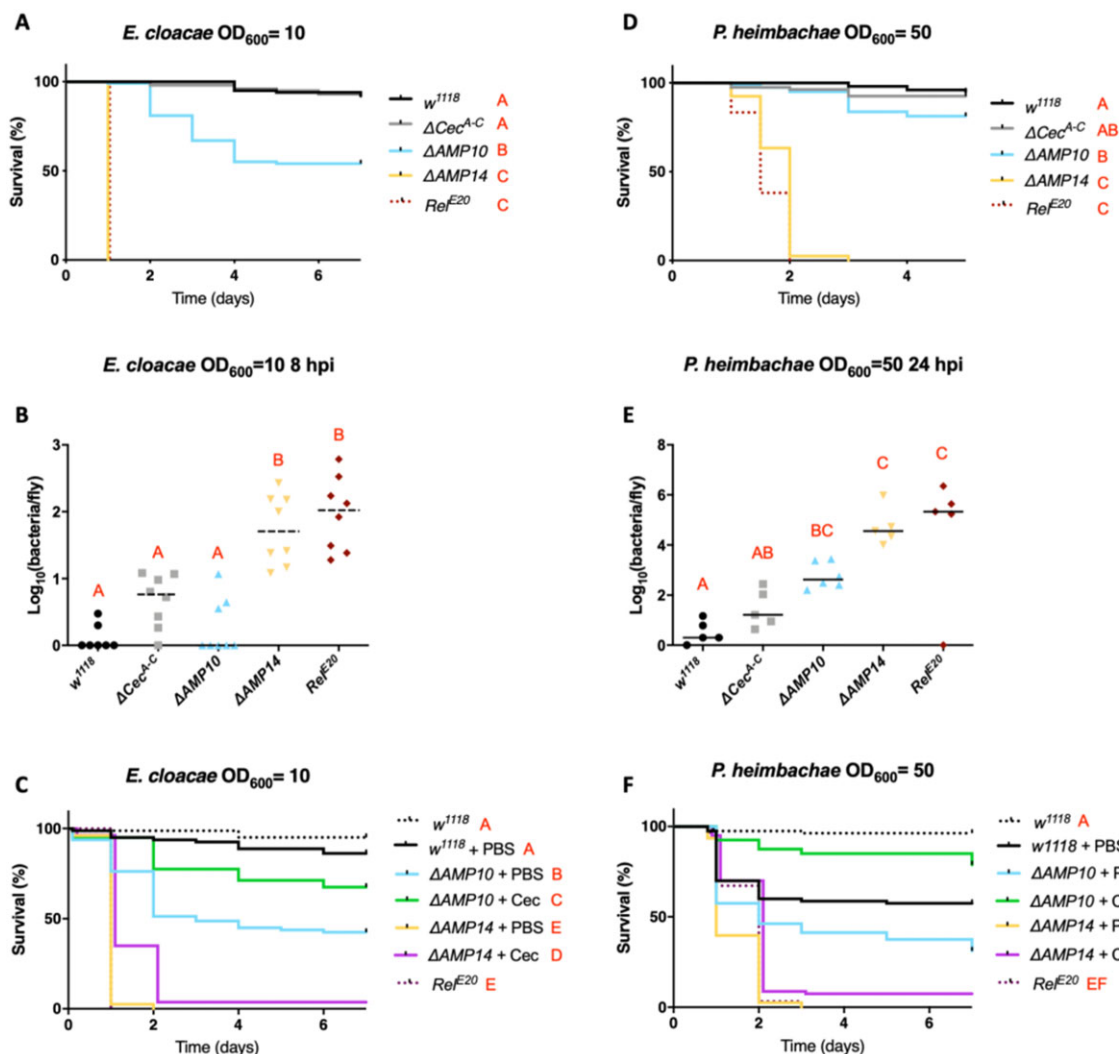 A
E. cloacae OD600= 10
Survival (%)
100
50
0
0 2 4 6
Time (days)
w1118 A
ΔCecA-C A
ΔAMP10 B
ΔAMP14 C
RelE20 C
D
P. heimbachae OD600= 50
Survival (%)
100
50
0
0 2 4
Time (days)
w1118 A
ΔCecA-C AB
ΔAMP10 B
ΔAMP14 C
RelE20 C
B
E. cloacae OD600=10 8 hpi
Log10(bacteria/fly)
3
2
1
0
A A A B B
w1118 ΔCecA-C ΔAMP10 ΔAMP14 RelE20
E
P. heimbachae OD600=50 24 hpi
Log10(bacteria/fly)
8
6
4
2
0
A AB BC C C
w1118 ΔCecA-C ΔAMP10 ΔAMP14 RelE20
C
E. cloacae OD600= 10
Survival (%)
100
50
0
0 2 4 6
Time (days)
w1118 A
w1118 + PBS A
ΔAMP10 + PBS B
ΔAMP10 + Cec C
ΔAMP14 + PBS E
ΔAMP14 + Cec D
RelE20 E
F
P. heimbachae OD600= 50
Survival (%)
100
50
0
0 2 4 6
Time (days)
w1118 A
w1118 + PBS
ΔAMP10 + P
ΔAMP10 + C
ΔAMP14 + P
ΔAMP14 + C
RelE20 EF